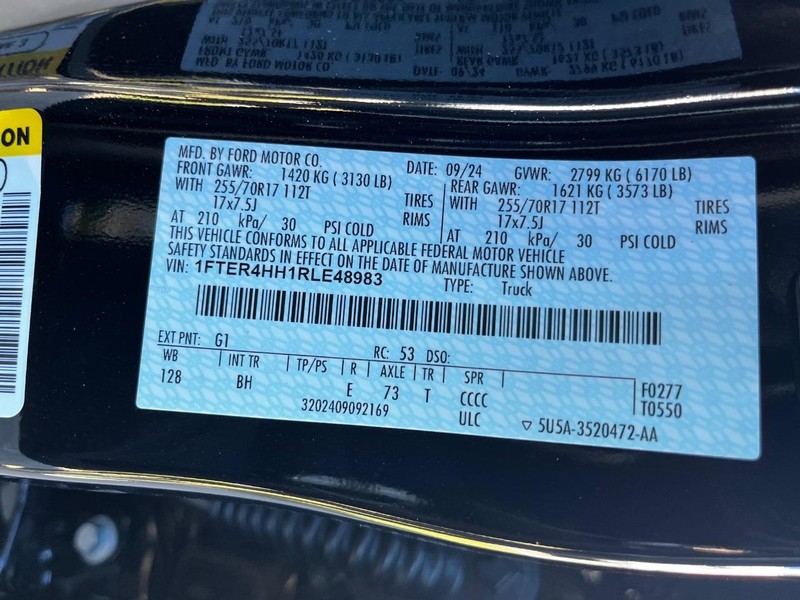 ON
MFG. BY FORD MOTOR CO. DATE: 09/24 GVWR: 2799 KG ( 6170 LB)
FRONT GAWR: 1420 KG ( 3130 LB) REAR GAWR: 1621 KG ( 3573 LB)
WITH 255/70R17 112T TIRES WITH 255/70R17 112T TIRES
17x7.5J RIMS 17x7.5J RIMS
AT 210 kPa/ 30 PSI COLD AT 210 kPa/ 30 PSI COLD
THIS VEHICLE CONFORMS TO ALL APPLICABLE FEDERAL MOTOR VEHICLE
SAFETY STANDARDS IN EFFECT ON THE DATE OF MANUFACTURE SHOWN ABOVE.
VIN: 1FTER4HH1RLE48983 TYPE: Truck
EXT PNT: G1 RC: 53 DSO:
WB INT TR TP/PS R AXLE TR SPR
128 BH E 73 T CCCC F0277
3202409092169 ULC T0550
▽ 5U5A-3520472-AA